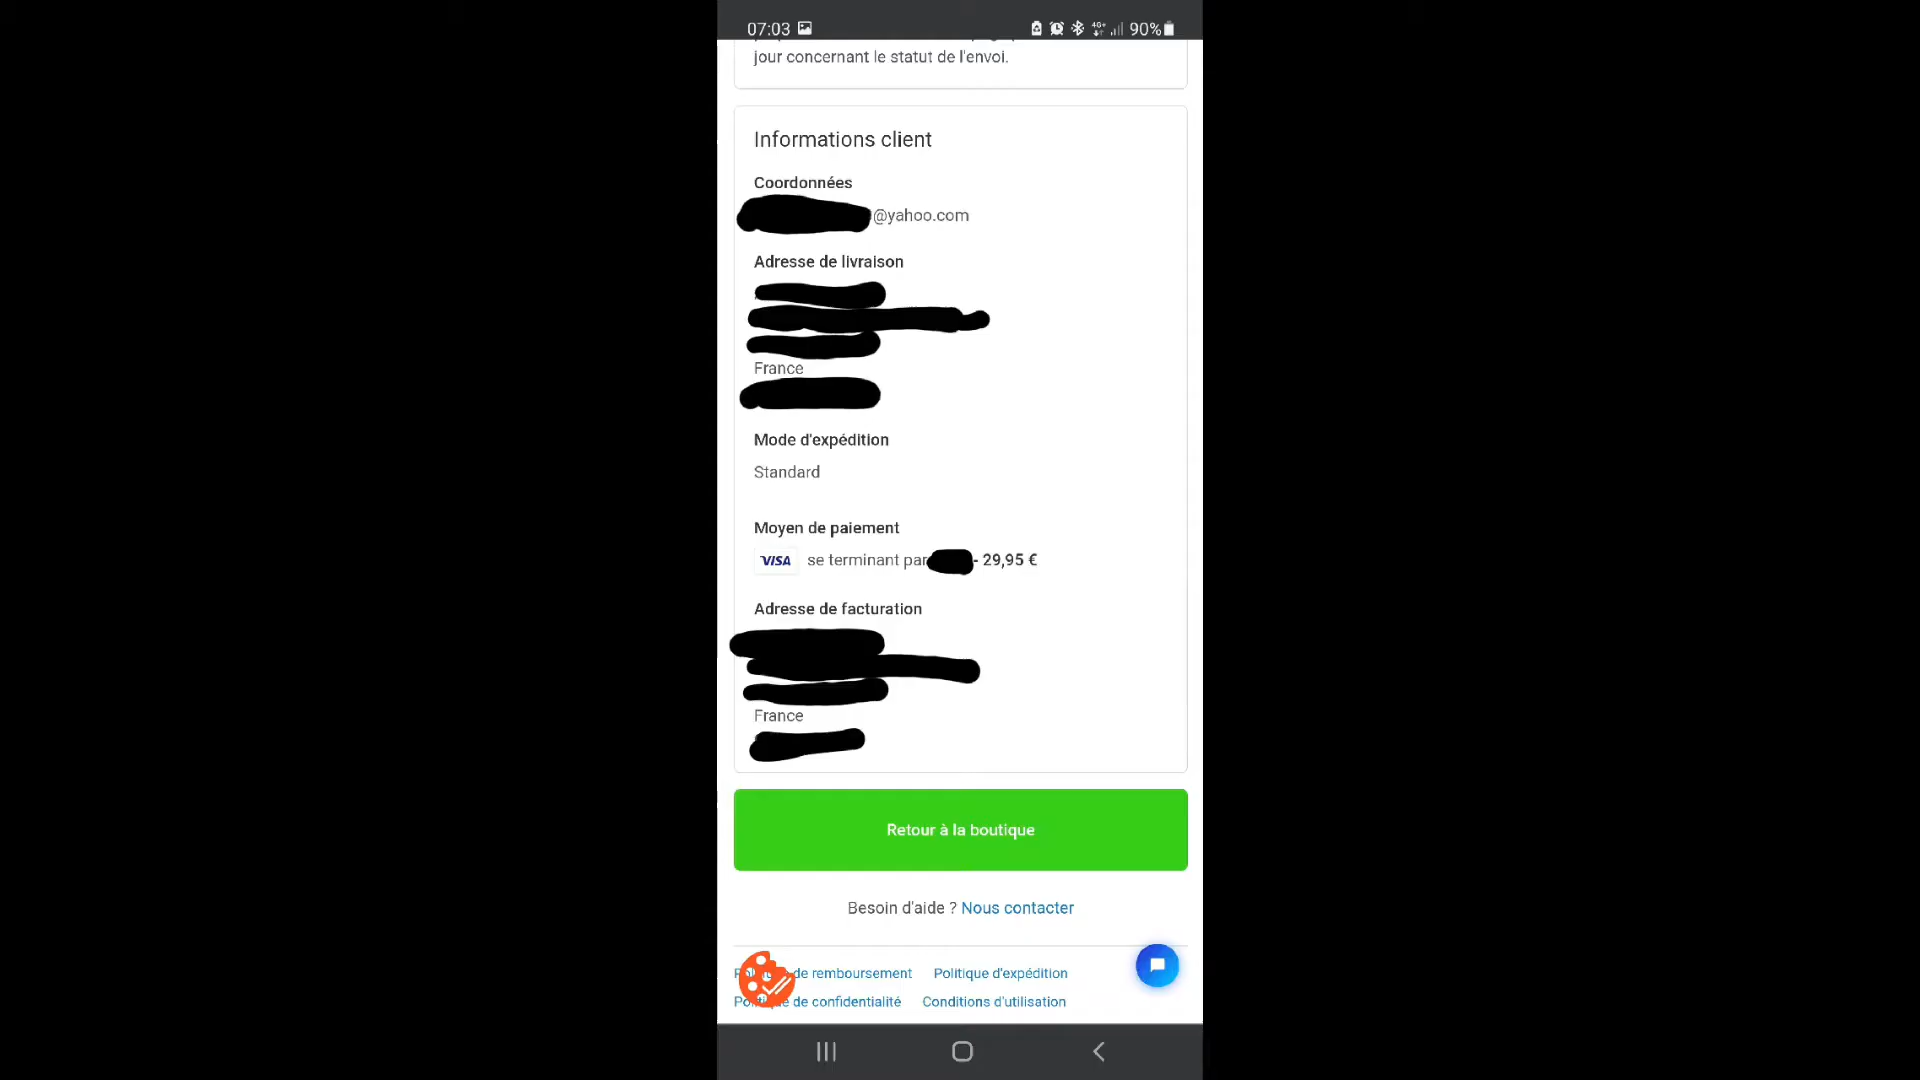 07:03 4G+ 90%
jour concernant le statut de l'envoi.
Informations client
Coordonnées
@yahoo.com
Adresse de livraison
France
Mode d'expédition
Standard
Moyen de paiement
VISA se terminant par - 29,95 €
Adresse de facturation
France
Retour à la boutique
Besoin d'aide ? Nous contacter
de remboursement Politique d'expédition
de confidentialité Conditions d'utilisation